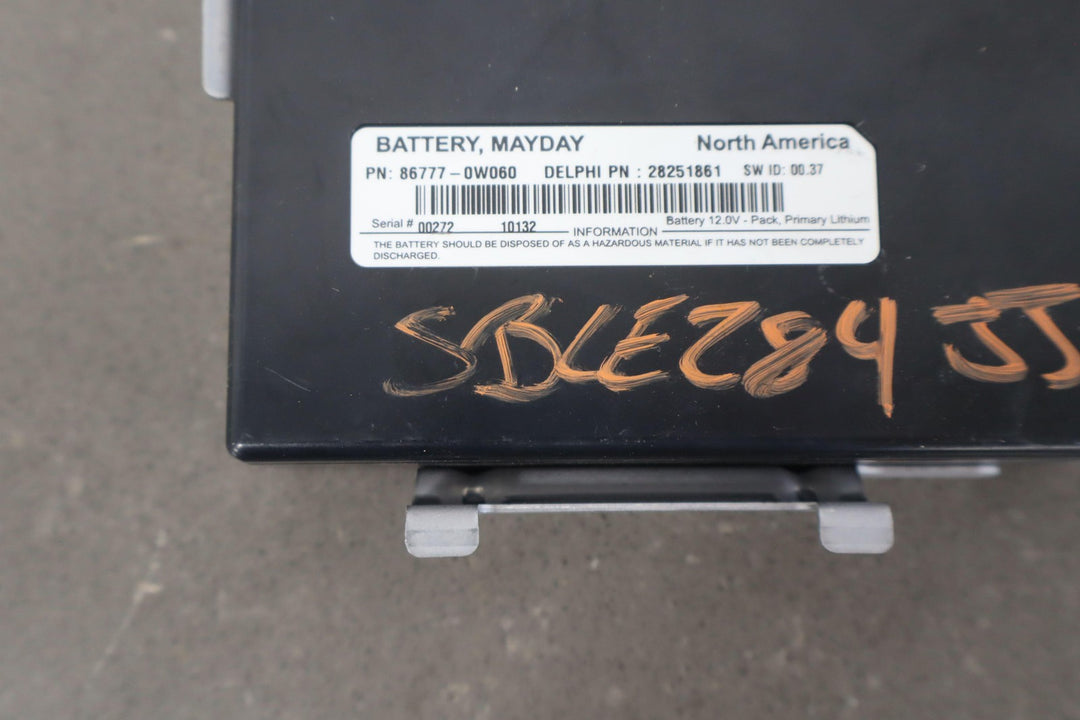 BATTERY, MAYDAY North America
PN: 86777-0W060 DELPHI PN : 28251861 SW ID: 00.37
Serial # 00272 10132 Battery 12.0V - Pack, Primary Lithium
INFORMATION
THE BATTERY SHOULD BE DISPOSED OF AS A HAZARDOUS MATERIAL IF IT HAS NOT BEEN COMPLETELY
DISCHARGED.
SBLE284 JJ